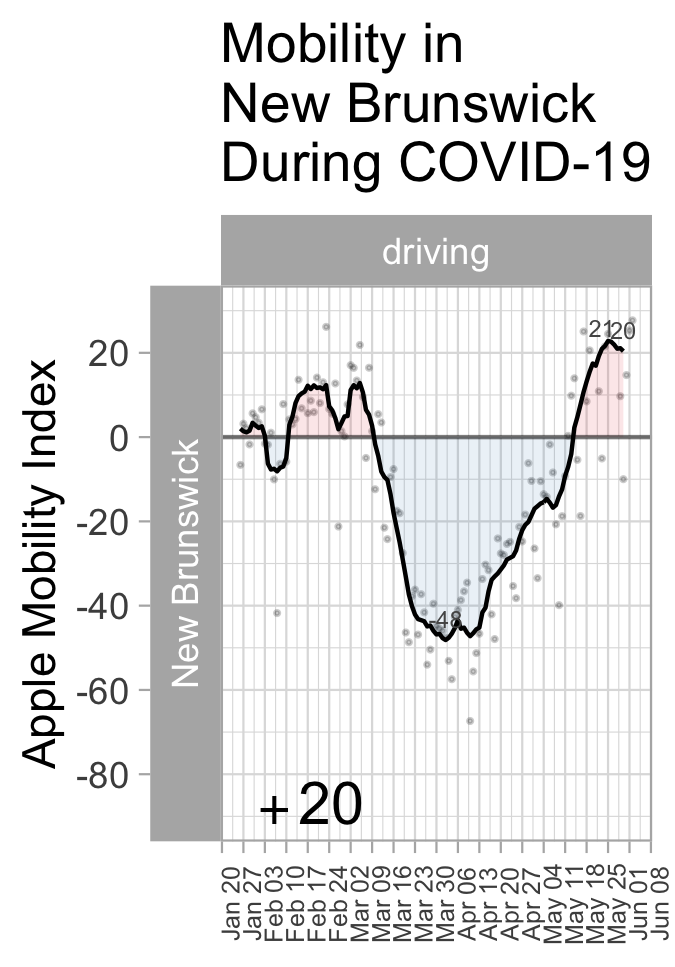 Mobility in
New Brunswick
During COVID-19
driving
Apple Mobility Index
New Brunswick
20
0
-20
-40
-60
-80
21
20
-48
+20
Jan 20
Jan 27
Feb 03
Feb 10
Feb 17
Feb 24
Mar 02
Mar 09
Mar 16
Mar 23
Mar 30
Apr 06
Apr 13
Apr 20
Apr 27
May 04
May 11
May 18
May 25
Jun 01
Jun 08